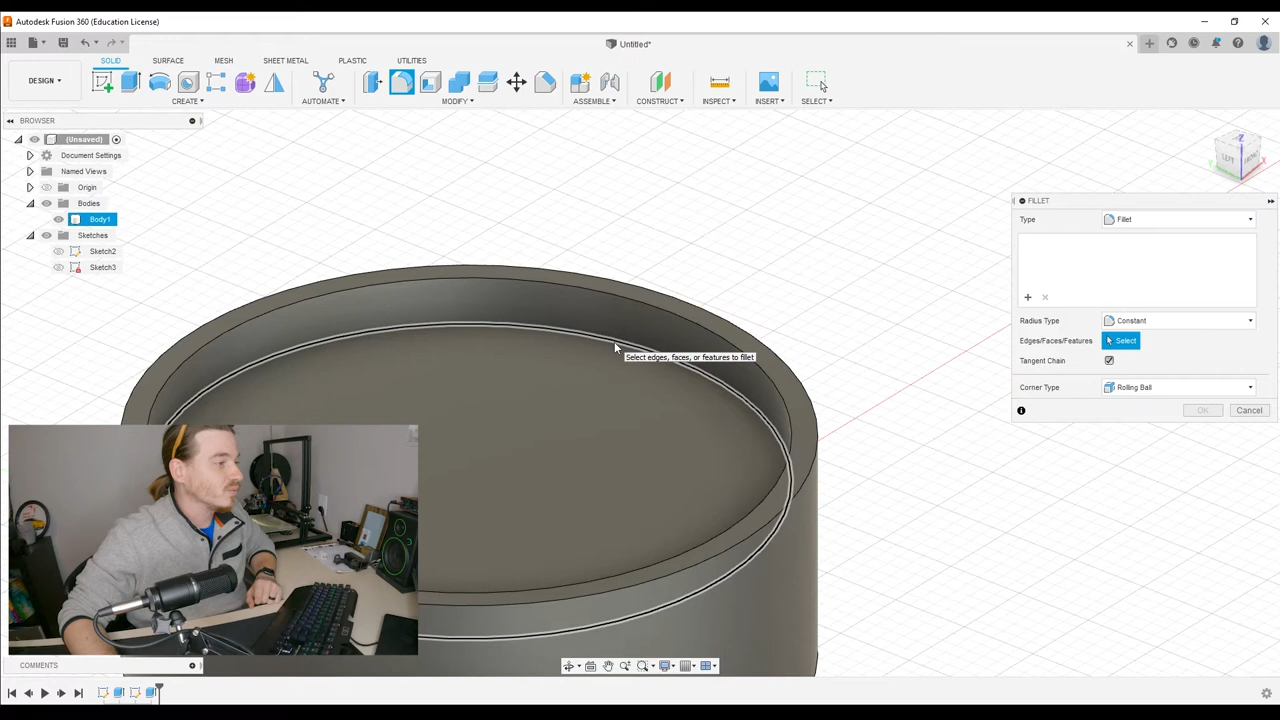 Autodesk Fusion 360 (Education License)
Untitled*
DESIGN
SOLID SURFACE MESH SHEET METAL PLASTIC UTILITIES
CREATE AUTOMATE MODIFY ASSEMBLE CONSTRUCT INSPECT INSERT SELECT
BROWSER
(Unsaved)
Document Settings
Named Views
Origin
Bodies
Body1
Sketches
Sketch2
Sketch3
Z
LEFT FRONT
X
Y
FILLET
Type Fillet
Radius Type Constant
Edges/Faces/Features Select
Tangent Chain
Corner Type Rolling Ball
OK Cancel
Select edges, faces, or features to fillet
COMMENTS